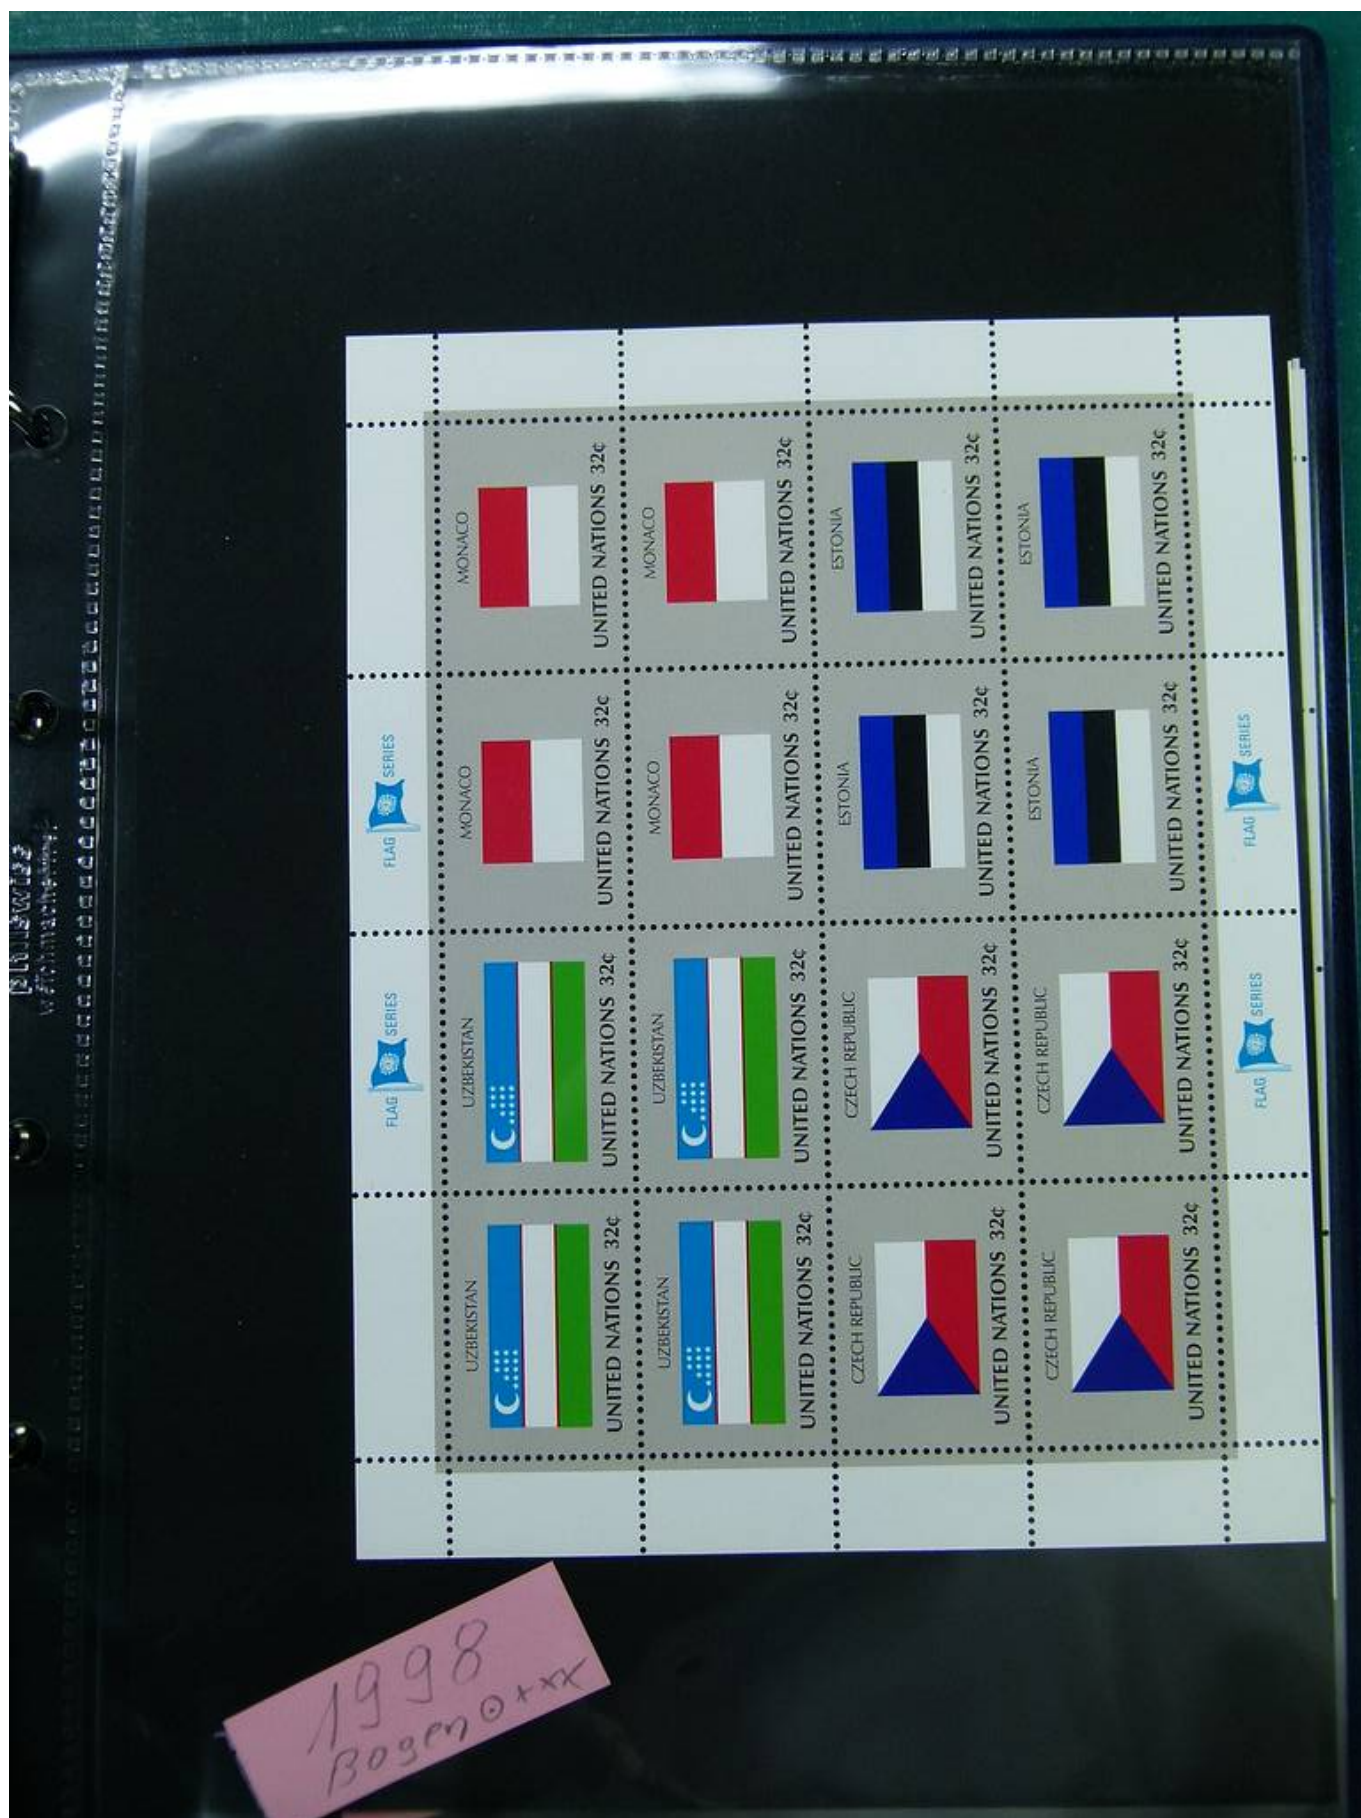 FLAG SERIES
FLAG SERIES
UZBEKISTAN
UNITED NATIONS 32¢
UZBEKISTAN
UNITED NATIONS 32¢
MONACO
UNITED NATIONS 32¢
MONACO
UNITED NATIONS 32¢
UZBEKISTAN
UNITED NATIONS 32¢
UZBEKISTAN
UNITED NATIONS 32¢
MONACO
UNITED NATIONS 32¢
MONACO
UNITED NATIONS 32¢
CZECH REPUBLIC
UNITED NATIONS 32¢
CZECH REPUBLIC
UNITED NATIONS 32¢
ESTONIA
UNITED NATIONS 32¢
ESTONIA
UNITED NATIONS 32¢
CZECH REPUBLIC
UNITED NATIONS 32¢
CZECH REPUBLIC
UNITED NATIONS 32¢
ESTONIA
UNITED NATIONS 32¢
ESTONIA
UNITED NATIONS 32¢
FLAG SERIES
FLAG SERIES
1998
Bogen ⊙ + xx